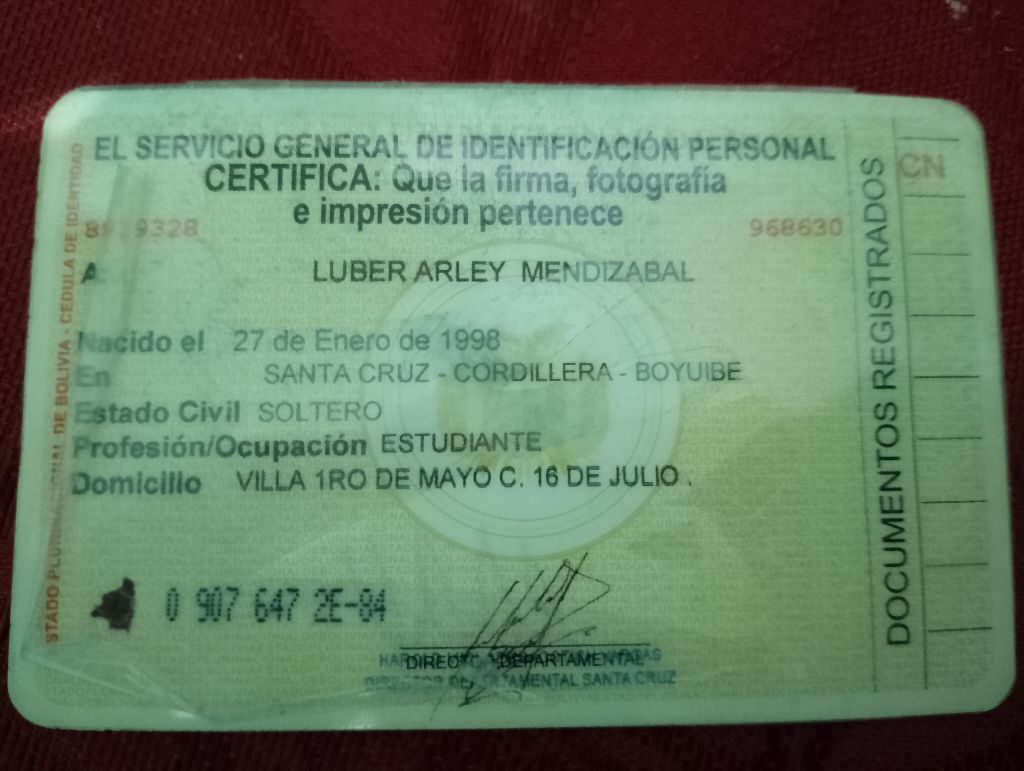 EL SERVICIO GENERAL DE IDENTIFICACIÓN PERSONAL
CERTIFICA: Que la firma, fotografía
e impresión pertenece
9328 968630
A: LUBER ARLEY MENDIZABAL
Nacido el 27 de Enero de 1998
En SANTA CRUZ - CORDILLERA - BOYUIBE
Estado Civil SOLTERO
Profesión/Ocupación ESTUDIANTE
Domicilio VILLA 1RO DE MAYO C. 16 DE JULIO .
0 907 647 2E-84
DEPARTAMENTAL
SANTA CRUZ
DE BOLIVIA - CEDULA DE IDENTIDAD
DOCUMENTOS REGISTRADOS
CN